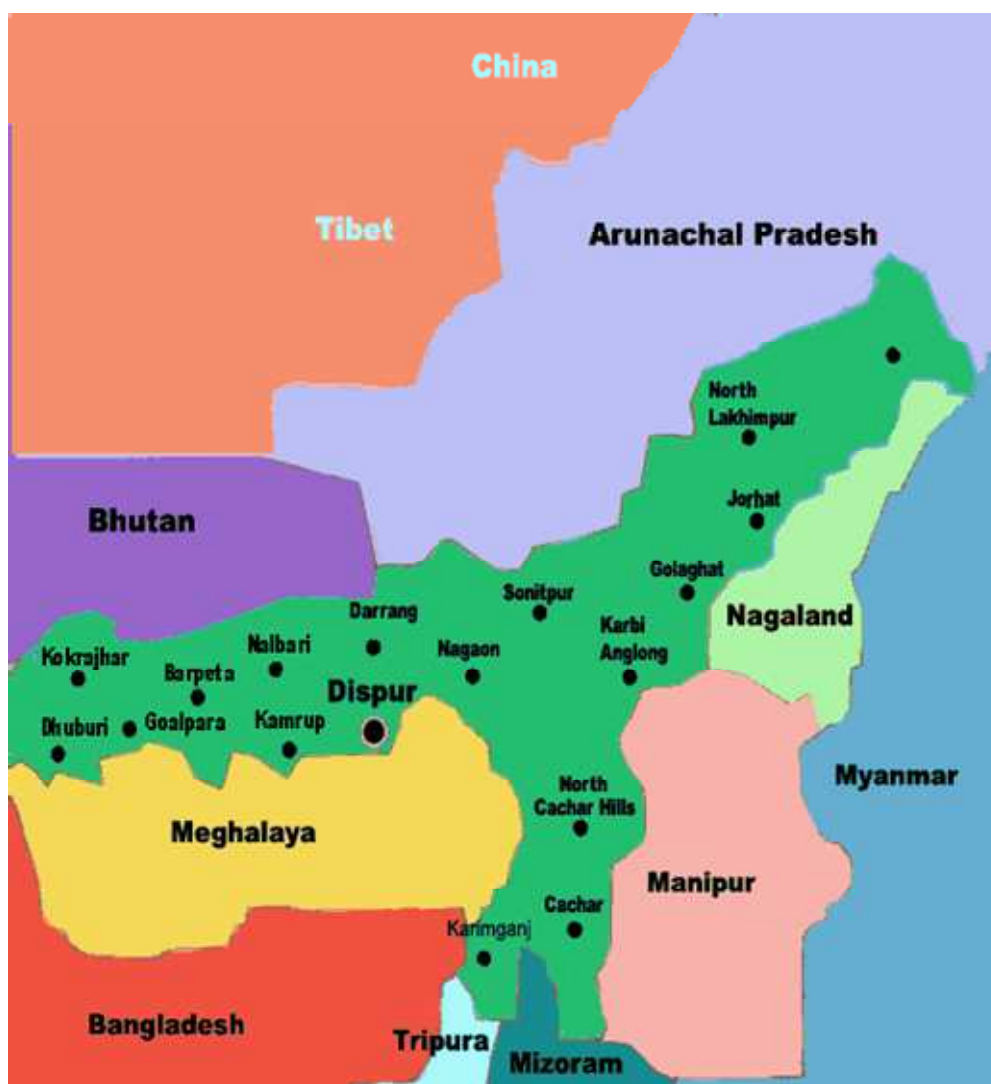 China
Tibet
Arunachal Pradesh
North
Lakhimpur
Bhutan
Jorhat
Golaghat
Sonitpur
Darrang
Nagaland
Karbi
Anglong
Nalbari
Nagaon
Kokrajhar
Barpeta
Dispur
Dhuburi
Goalpara
Kamrup
Myanmar
North
Cachar Hills
Meghalaya
Manipur
Cachar
Karimganj
Bangladesh
Tripura
Mizoram